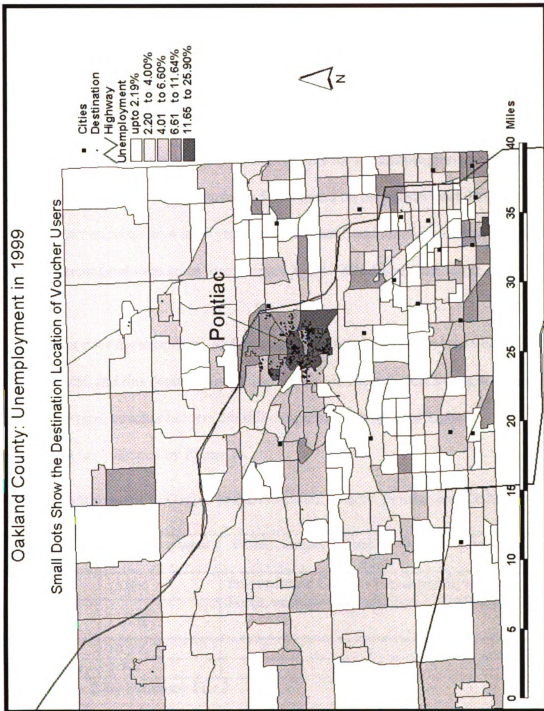 Oakland County: Unemployment in 1999
Small Dots Show the Destination Location of Voucher Users
Cities
Destination
Highway
Unemployment
upto 2.19%
2.20 to 4.00%
4.01 to 6.60%
6.61 to 11.64%
11.65 to 25.90%
N
Pontiac
0 5 10 15 20 25 30 35 40 Miles